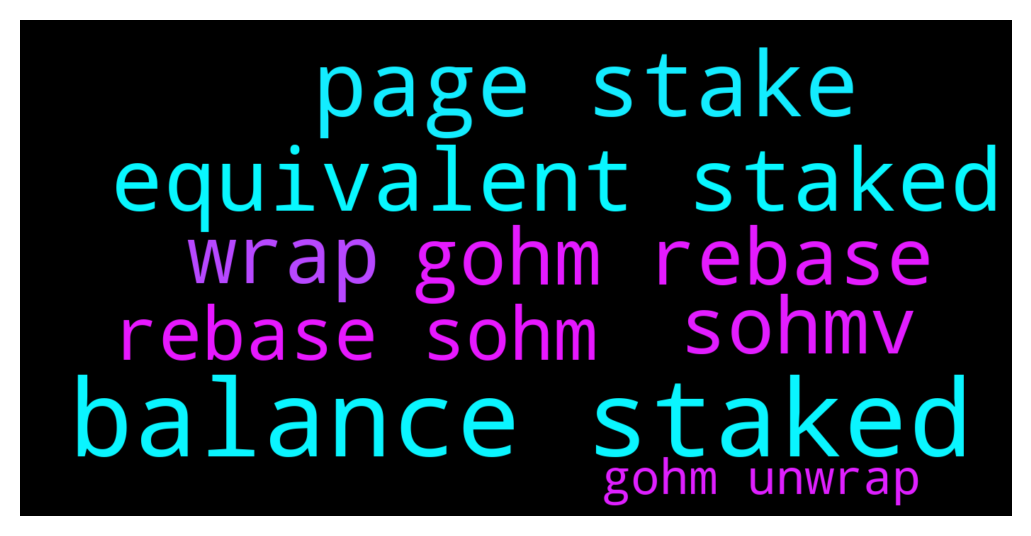 page stake
equivalent staked
wrap gohm rebase
rebase sohm sohmv
balance staked
gohm unwrap